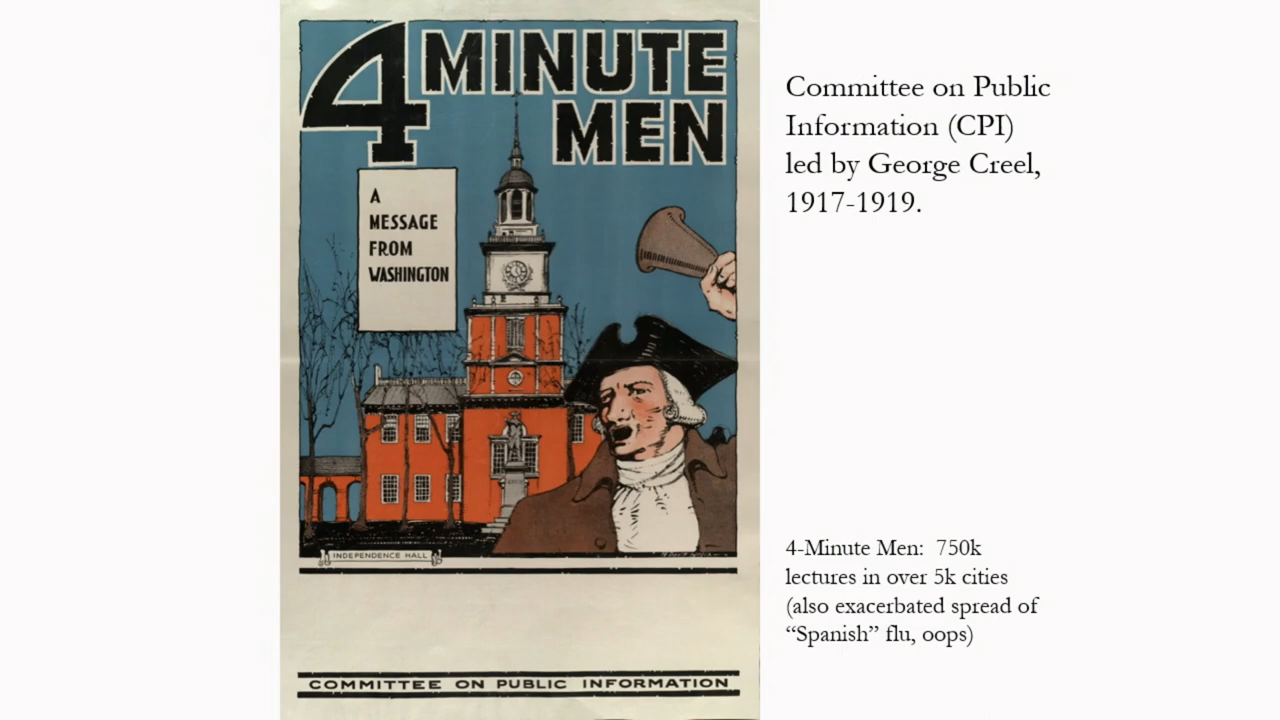 4 MINUTE
MEN
A
MESSAGE
FROM
WASHINGTON
INDEPENDENCE HALL
COMMITTEE ON PUBLIC INFORMATION
Committee on Public
Information (CPI)
led by George Creel,
1917-1919.
4-Minute Men: 750k
lectures in over 5k cities
(also exacerbated spread of
“Spanish” flu, oops)